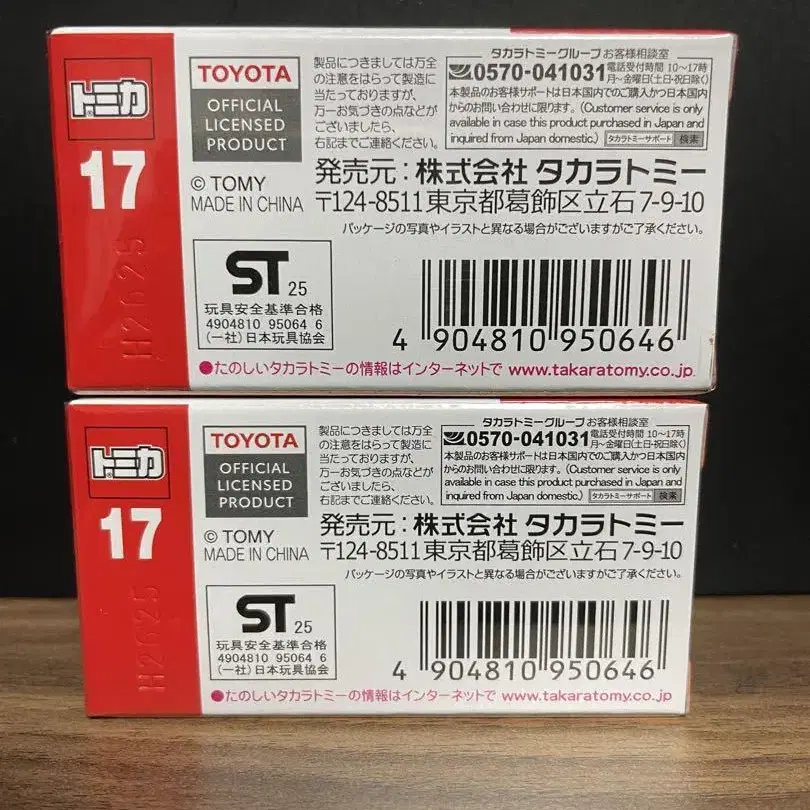 トミカ
17
H2625
TOYOTA
OFFICIAL
LICENSED
PRODUCT
© TOMY
MADE IN CHINA
製品につきましては万全
の注意をはらって製造に
当たっておりますが、
万一お気づきの点などが
ございましたら、
右記までご連絡ください。
タカラトミーグループ お客様相談室
0570-041031 電話受付時間 10〜17時
月〜金曜日(土日・祝日除く)
本製品のお客様サポートは日本国内でのご購入かつ日本国内
からのお問い合わせに限ります。(Customer service is only
available in case this product purchased in Japan and
inquired from Japan domestic.) タカラトミーサポート 検索
発売元：株式会社 タカラトミー
〒124-8511東京都葛飾区立石7-9-10
パッケージの写真やイラストと異なる場合がございますがご了承ください。
ST 25
玩具安全基準合格
4904810 95064 6
(一社)日本玩具協会
4 904810 950646
●たのしいタカラトミーの情報はインターネットで www.takaratomy.co.jp
トミカ
17
H2625
TOYOTA
OFFICIAL
LICENSED
PRODUCT
© TOMY
MADE IN CHINA
製品につきましては万全
の注意をはらって製造に
当たっておりますが、
万一お気づきの点などが
ございましたら、
右記までご連絡ください。
タカラトミーグループ お客様相談室
0570-041031 電話受付時間 10〜17時
月〜金曜日(土日・祝日除く)
本製品のお客様サポートは日本国内でのご購入かつ日本国内
からのお問い合わせに限ります。(Customer service is only
available in case this product purchased in Japan and
inquired from Japan domestic.) タカラトミーサポート 検索
発売元：株式会社 タカラトミー
〒124-8511東京都葛飾区立石7-9-10
パッケージの写真やイラストと異なる場合がございますがご了承ください。
ST 25
玩具安全基準合格
4904810 95064 6
(一社)日本玩具協会
4 904810 950646
●たのしいタカラトミーの情報はインターネットで www.takaratomy.co.jp